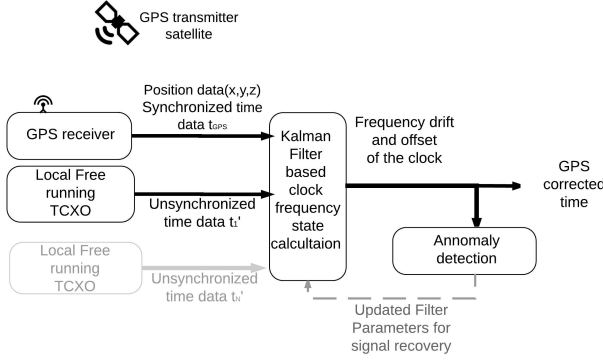 GPS transmitter
satellite
Position data(x,y,z)
Synchronized time
data tGPS
GPS receiver
Local Free
running
TCXO
Unsynchronized
time data t1'
Local Free
running
TCXO
Unsynchronized
time data tN'
Kalman
Filter
based
clock
frequency
state
calcultaion
Frequency drift
and offset
of the clock
GPS
corrected
time
Annomaly
detection
Updated Filter
Parameters for
signal recovery